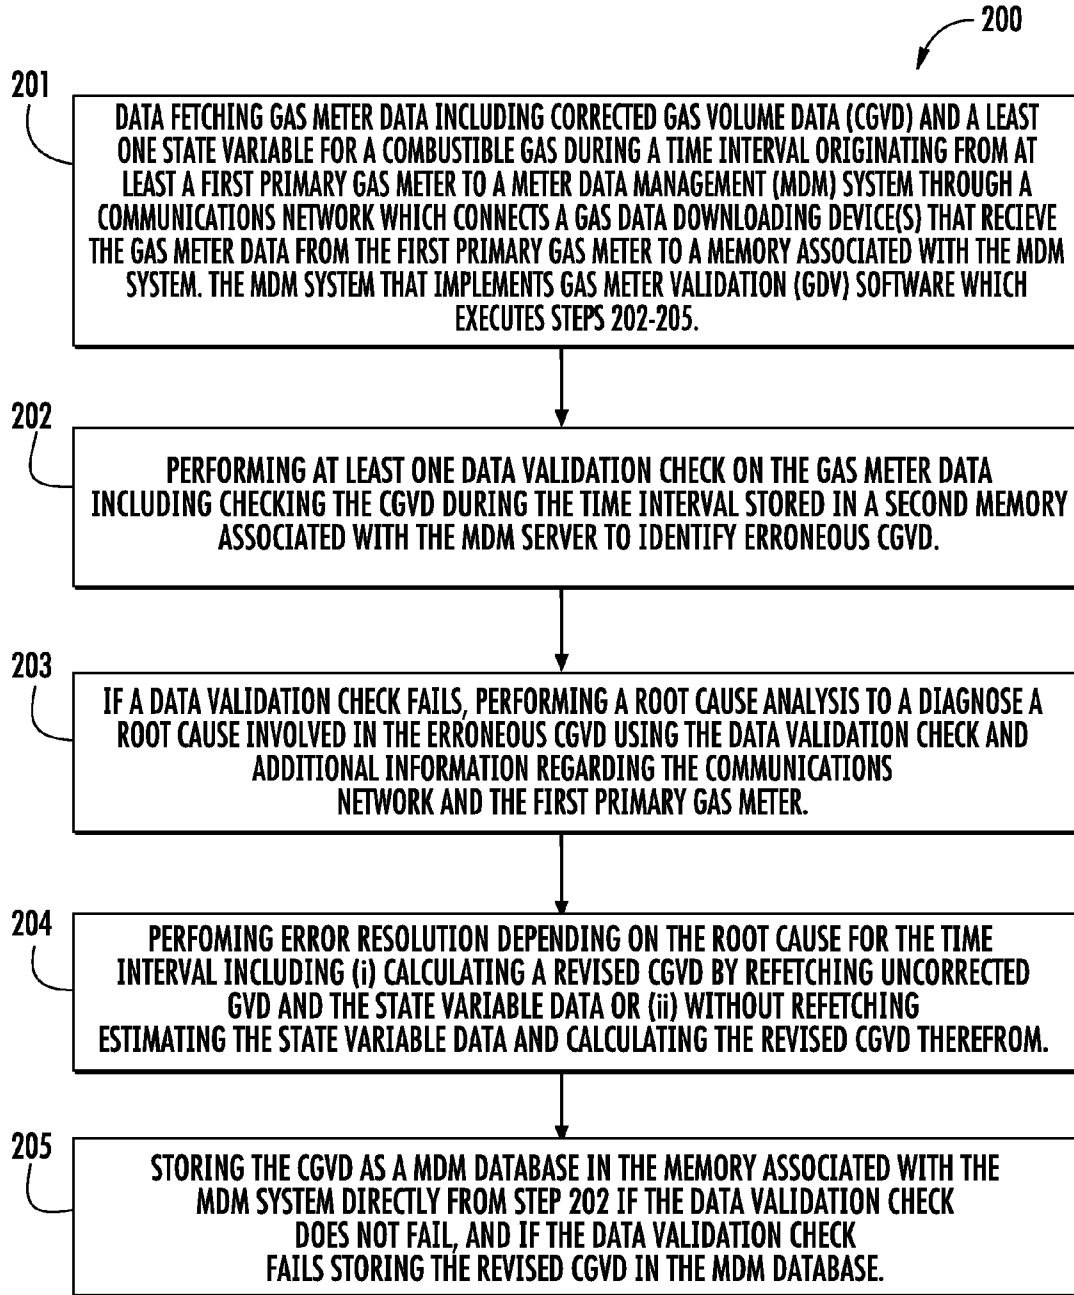 200
201
DATA FETCHING GAS METER DATA INCLUDING CORRECTED GAS VOLUME DATA (CGVD) AND A LEAST
ONE STATE VARIABLE FOR A COMBUSTIBLE GAS DURING A TIME INTERVAL ORIGINATING FROM AT
LEAST A FIRST PRIMARY GAS METER TO A METER DATA MANAGEMENT (MDM) SYSTEM THROUGH A
COMMUNICATIONS NETWORK WHICH CONNECTS A GAS DATA DOWNLOADING DEVICE(S) THAT RECIEVE
THE GAS METER DATA FROM THE FIRST PRIMARY GAS METER TO A MEMORY ASSOCIATED WITH THE MDM
SYSTEM. THE MDM SYSTEM THAT IMPLEMENTS GAS METER VALIDATION (GDV) SOFTWARE WHICH
EXECUTES STEPS 202-205.
202
PERFORMING AT LEAST ONE DATA VALIDATION CHECK ON THE GAS METER DATA
INCLUDING CHECKING THE CGVD DURING THE TIME INTERVAL STORED IN A SECOND MEMORY
ASSOCIATED WITH THE MDM SERVER TO IDENTIFY ERRONEOUS CGVD.
203
IF A DATA VALIDATION CHECK FAILS, PERFORMING A ROOT CAUSE ANALYSIS TO A DIAGNOSE A
ROOT CAUSE INVOLVED IN THE ERRONEOUS CGVD USING THE DATA VALIDATION CHECK AND
ADDITIONAL INFORMATION REGARDING THE COMMUNICATIONS
NETWORK AND THE FIRST PRIMARY GAS METER.
204
PERFOMING ERROR RESOLUTION DEPENDING ON THE ROOT CAUSE FOR THE TIME
INTERVAL INCLUDING (i) CALCULATING A REVISED CGVD BY REFETCHING UNCORRECTED
GVD AND THE STATE VARIABLE DATA OR (ii) WITHOUT REFETCHING
ESTIMATING THE STATE VARIABLE DATA AND CALCULATING THE REVISED CGVD THEREFROM.
205
STORING THE CGVD AS A MDM DATABASE IN THE MEMORY ASSOCIATED WITH THE
MDM SYSTEM DIRECTLY FROM STEP 202 IF THE DATA VALIDATION CHECK
DOES NOT FAIL, AND IF THE DATA VALIDATION CHECK
FAILS STORING THE REVISED CGVD IN THE MDM DATABASE.